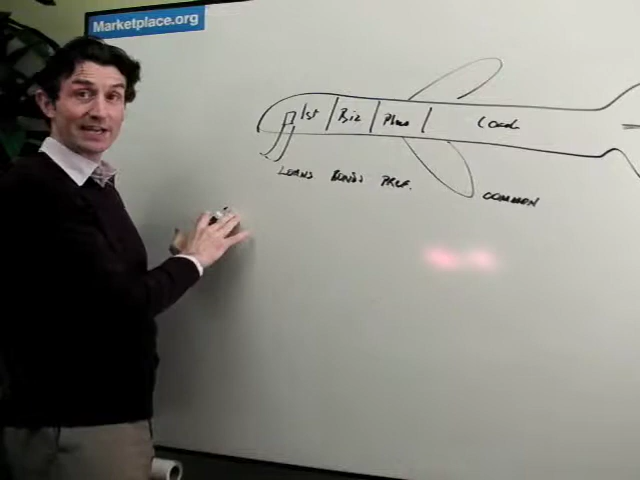 Marketplace.org
1st Biz Plus Coach
LOANS BONDS PREF.
COMMON